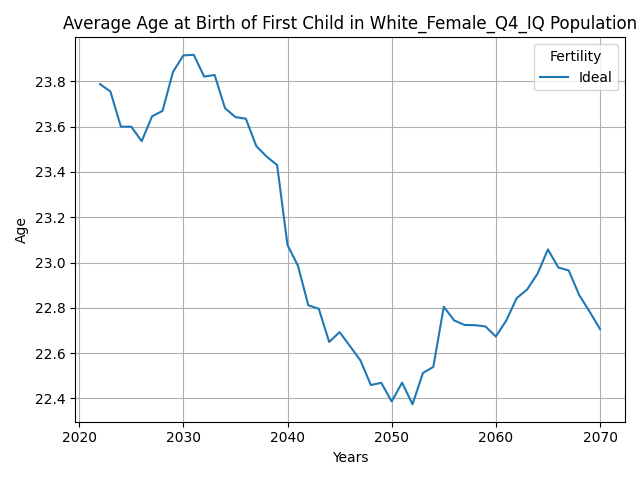 Average Age at Birth of First Child in White_Female_Q4_IQ Population
Fertility
Ideal
23.8
23.6
23.4
23.2
23.0
22.8
22.6
22.4
Age
2020
2030
2040
2050
2060
2070
Years